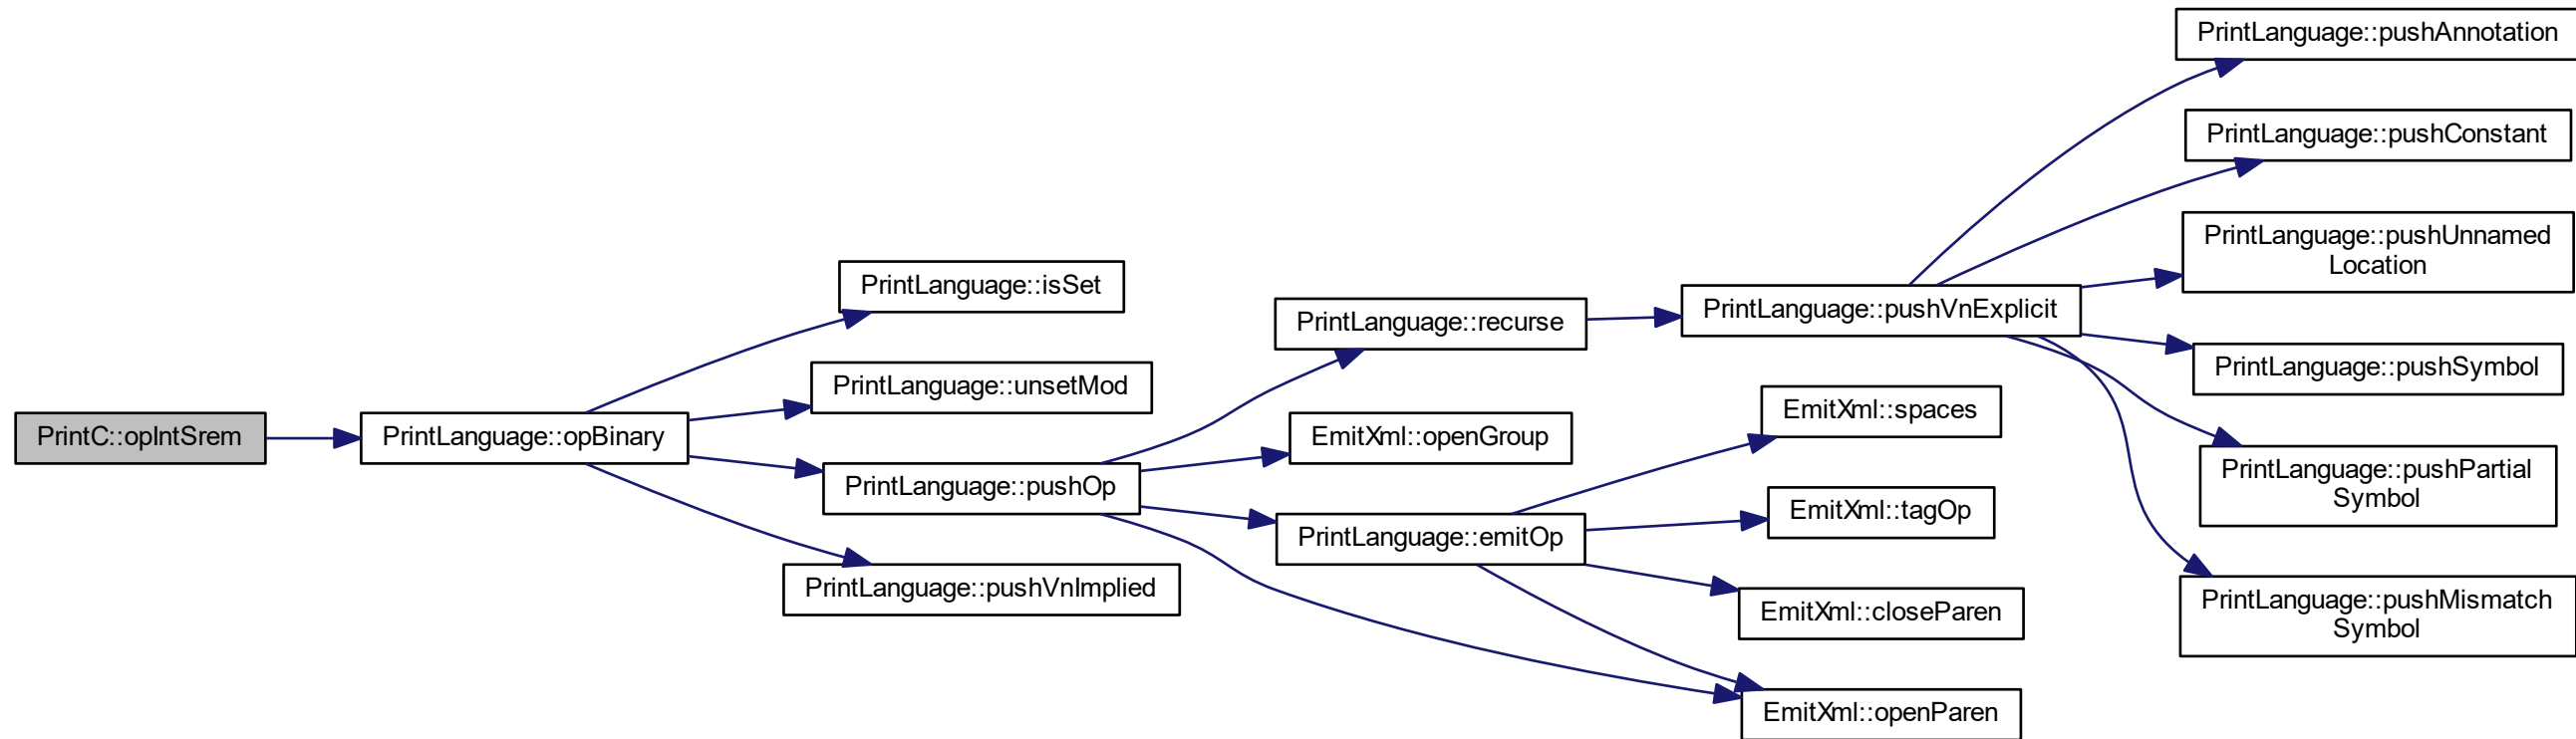 PrintLanguage::pushAnnotation
PrintLanguage::pushConstant
PrintLanguage::pushUnnamed
Location
PrintLanguage::isSet
PrintLanguage::recurse
PrintLanguage::pushVnExplicit
PrintLanguage::unsetMod
PrintLanguage::pushSymbol
EmitXml::spaces
PrintC::opIntSrem
PrintLanguage::opBinary
EmitXml::openGroup
PrintLanguage::pushPartial
Symbol
PrintLanguage::pushOp
EmitXml::tagOp
PrintLanguage::emitOp
PrintLanguage::pushVnImplied
PrintLanguage::pushMismatch
Symbol
EmitXml::closeParen
EmitXml::openParen